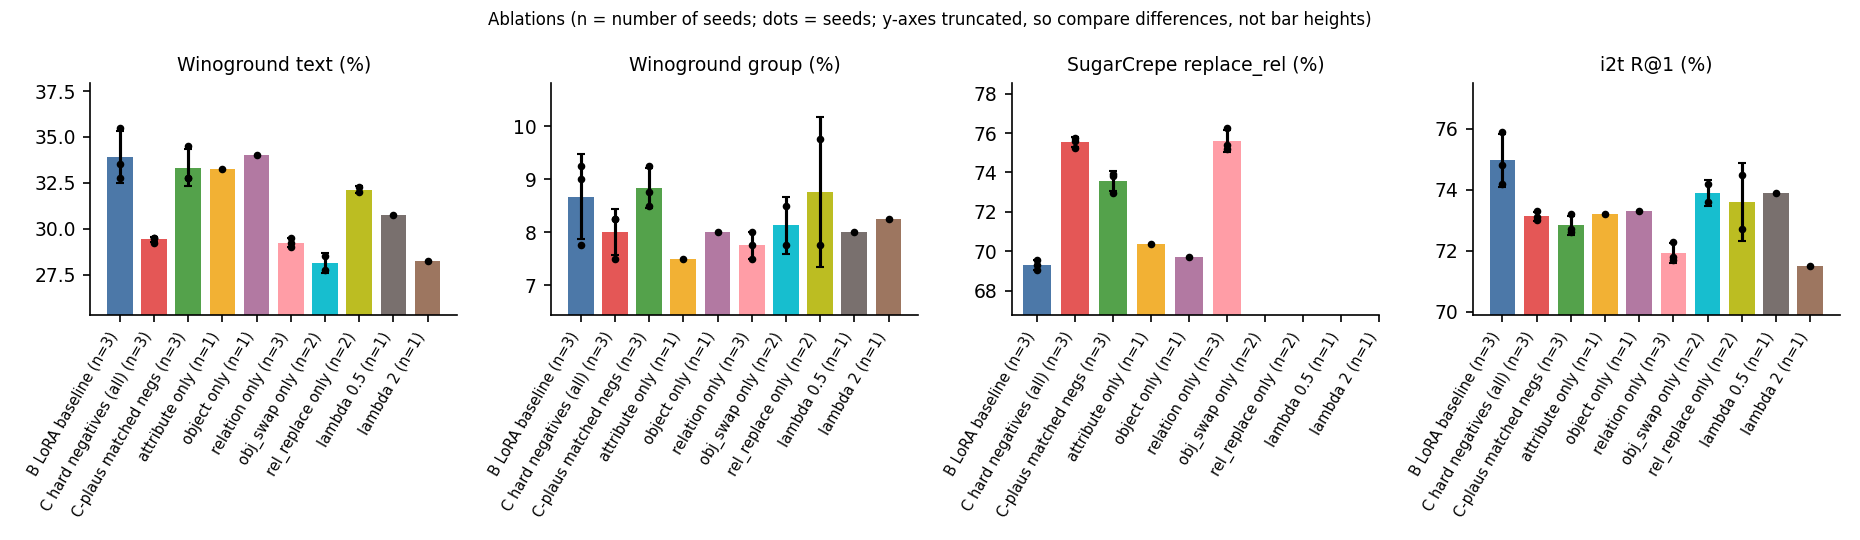 Ablations (n = number of seeds; dots = seeds; y-axes truncated, so compare differences, not bar heights)
Winoground text (%)
37.5
35.0
32.5
30.0
27.5
B LoRA baseline (n=3)
C hard negatives (all) (n=3)
C-plaus matched negs (n=3)
attribute only (n=1)
object only (n=1)
relation only (n=3)
obj_swap only (n=2)
rel_replace only (n=2)
lambda 0.5 (n=1)
lambda 2 (n=1)
Winoground group (%)
10
9
8
7
B LoRA baseline (n=3)
C hard negatives (all) (n=3)
C-plaus matched negs (n=3)
attribute only (n=1)
object only (n=1)
relation only (n=3)
obj_swap only (n=2)
rel_replace only (n=2)
lambda 0.5 (n=1)
lambda 2 (n=1)
SugarCrepe replace_rel (%)
78
76
74
72
70
68
B LoRA baseline (n=3)
C hard negatives (all) (n=3)
C-plaus matched negs (n=3)
attribute only (n=1)
object only (n=1)
relation only (n=3)
obj_swap only (n=2)
rel_replace only (n=2)
lambda 0.5 (n=1)
lambda 2 (n=1)
i2t R@1 (%)
76
74
72
70
B LoRA baseline (n=3)
C hard negatives (all) (n=3)
C-plaus matched negs (n=3)
attribute only (n=1)
object only (n=1)
relation only (n=3)
obj_swap only (n=2)
rel_replace only (n=2)
lambda 0.5 (n=1)
lambda 2 (n=1)